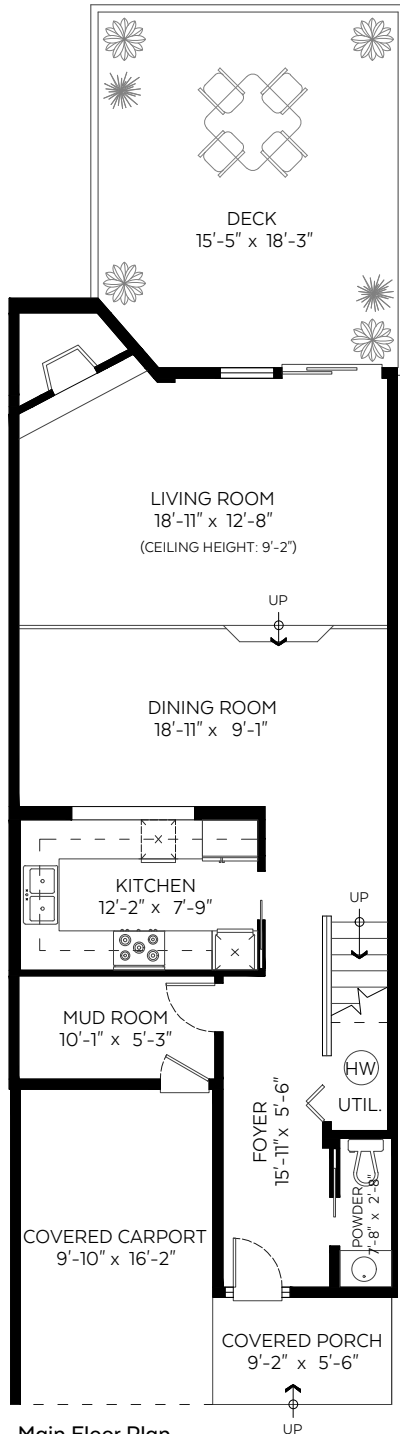 DECK
15'-5" x 18'-3"
LIVING ROOM
18'-11" x 12'-8"
(CEILING HEIGHT: 9'-2")
UP
DINING ROOM
18'-11" x 9'-1"
KITCHEN
12'-2" x 7'-9"
UP
MUD ROOM
10'-1" x 5'-3"
HW
UTIL.
FOYER
15'-11" x 5'-6"
POWDER
7'-8" x 2'-8"
COVERED CARPORT
9'-10" x 16'-2"
COVERED PORCH
9'-2" x 5'-6"
UP
Main Floor Plan